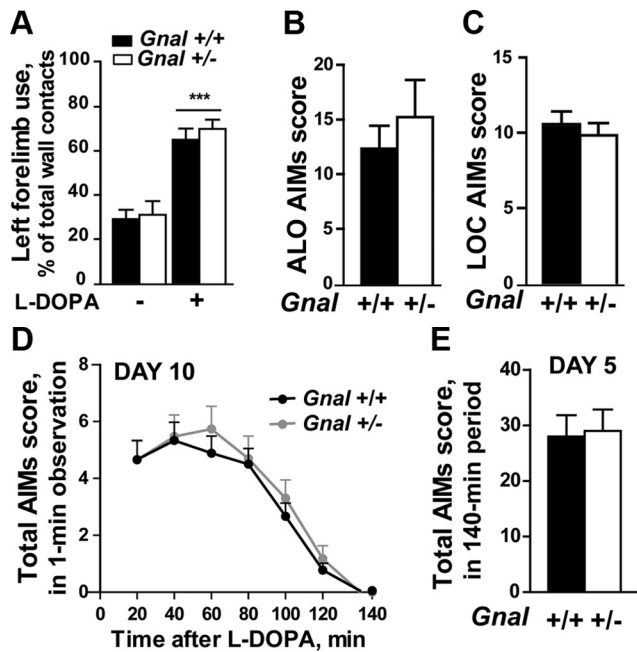 A
Gnal +/+
Gnal +/-
Left forelimb use,
% of total wall contacts
100
80
60
40
20
0
***
L-DOPA - +
B
ALO AIMs score
20
15
10
5
0
Gnal +/+ +/-
C
LOC AIMs score
15
10
5
0
Gnal +/+ +/-
D
DAY 10
Gnal +/+
Gnal +/-
Total AIMs score,
in 1-min observation
8
6
4
2
0
0 20 40 60 80 100 120 140
Time after L-DOPA, min
E
DAY 5
Total AIMs score,
in 140-min period
40
30
20
10
0
Gnal +/+ +/-